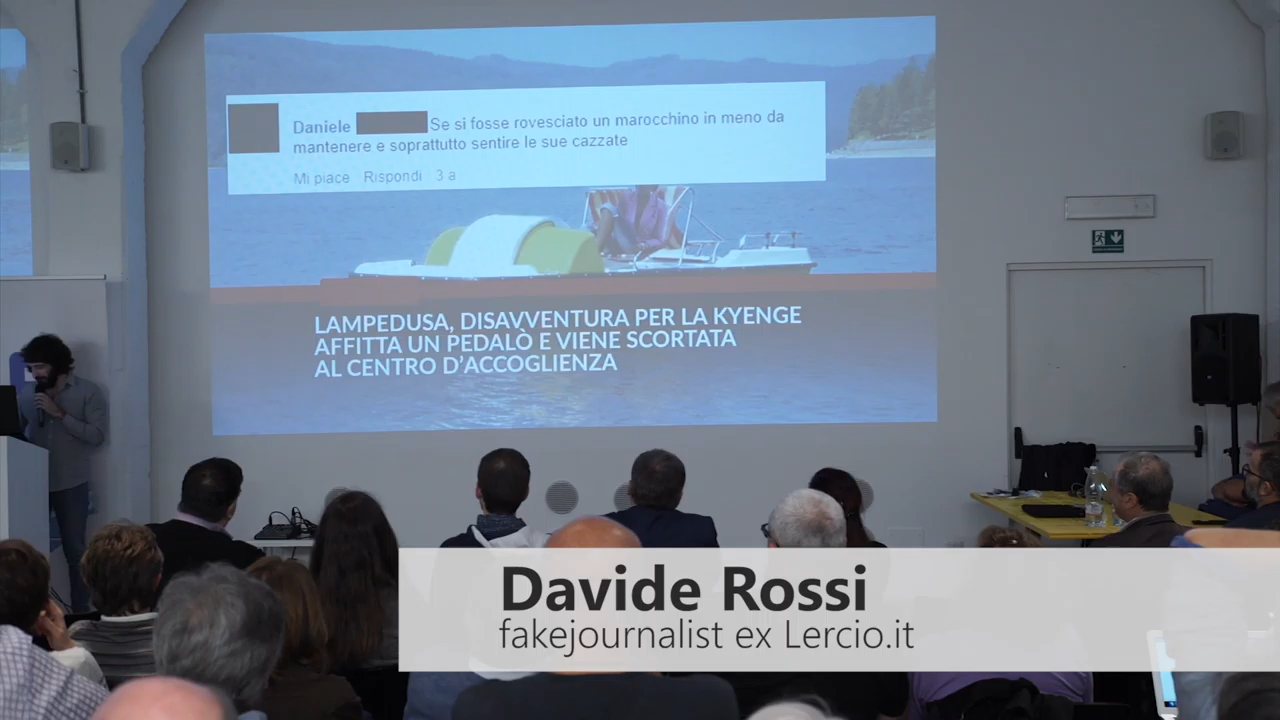 Daniele Se si fosse rovesciato un marocchino in meno da
mantenere e soprattutto sentire le sue cazzate
Mi piace Rispondi 3 a
LAMPEDUSA, DISAVVENTURA PER LA KYENGE
AFFITTA UN PEDALÒ E VIENE SCORTATA
AL CENTRO D'ACCOGLIENZA
Davide Rossi
fakejournalist ex Lercio.it